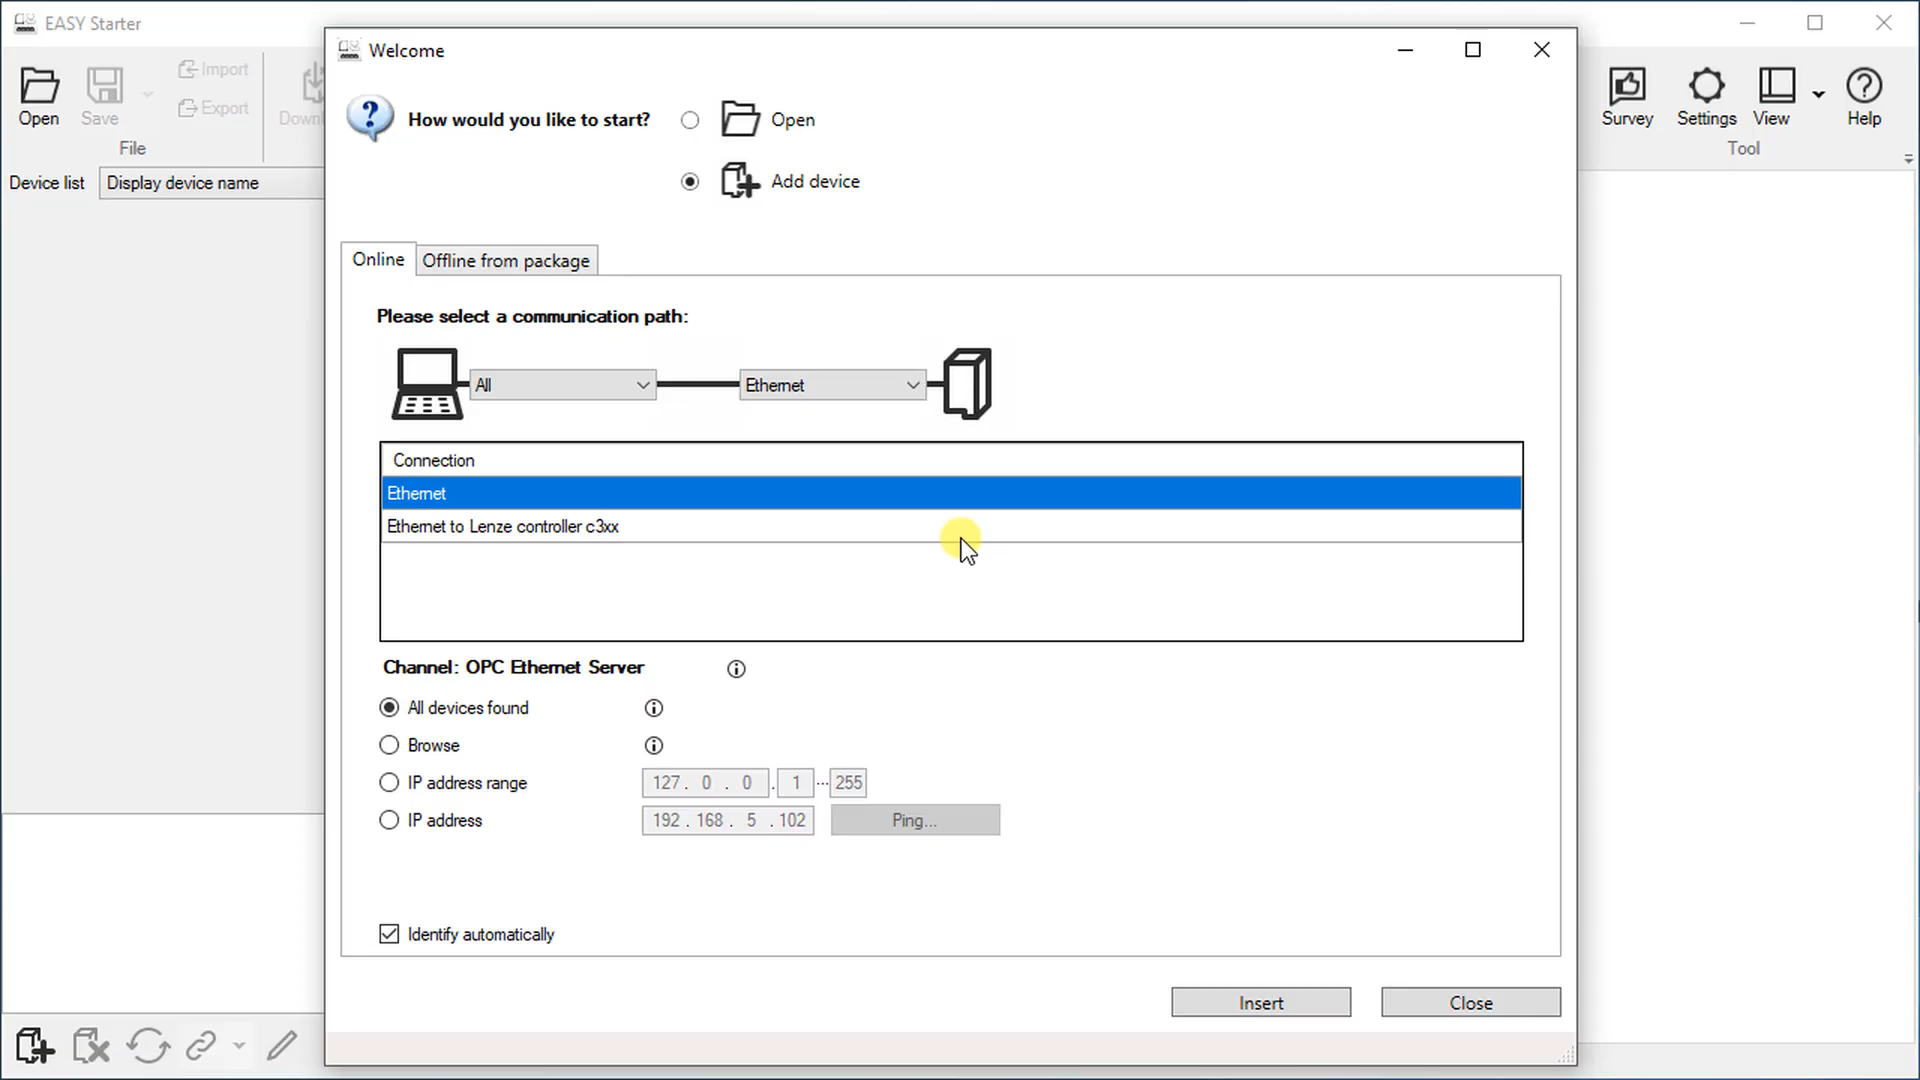 EASY Starter
Open
Save
File
Import
Export
Downl
Device list
Display device name
Welcome
How would you like to start?
Open
Add device
Online
Offline from package
Please select a communication path:
All
Ethernet
Connection
Ethernet
Ethernet to Lenze controller c3xx
Channel: OPC Ethernet Server
All devices found
Browse
IP address range 127. 0 . 0 . 1 ... 255
IP address 192 . 168 . 5 . 102 Ping...
Identify automatically
Insert
Close
Survey
Settings
View
Help
Tool